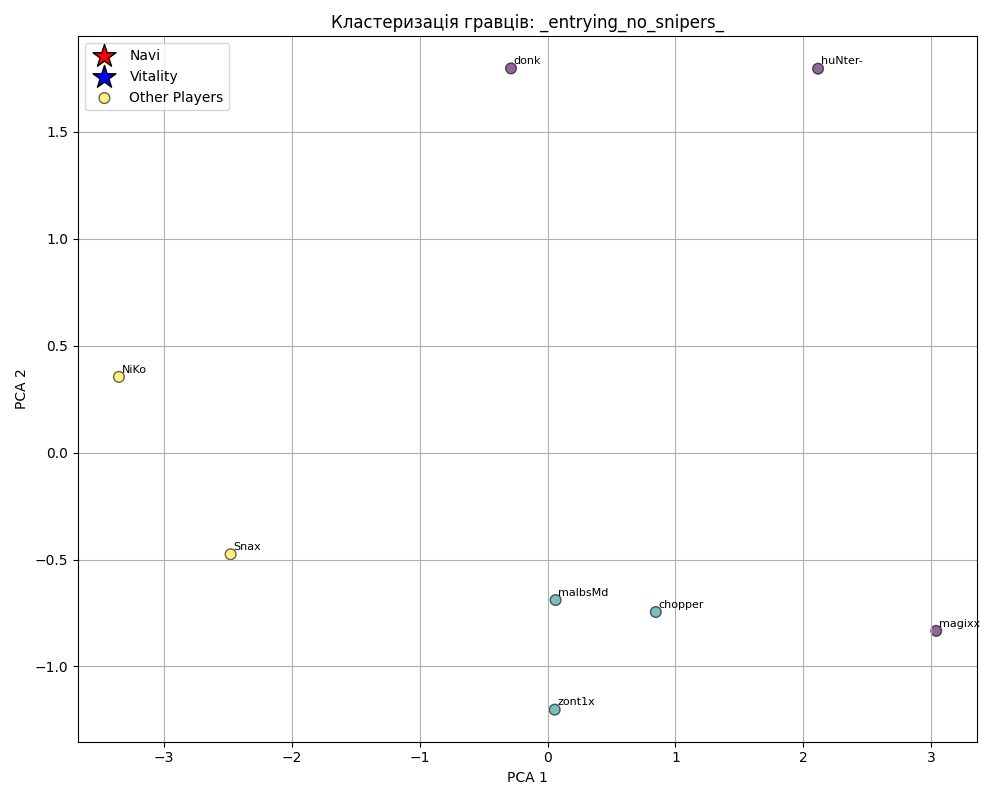 Кластеризація гравців: _entrying_no_snipers_
Navi
Vitality
Other Players
donk
huNter-
NiKo
Snax
malbsMd
chopper
magixx
zont1x
1.5
1.0
0.5
0.0
−0.5
−1.0
PCA 2
−3
−2
−1
0
1
2
3
PCA 1